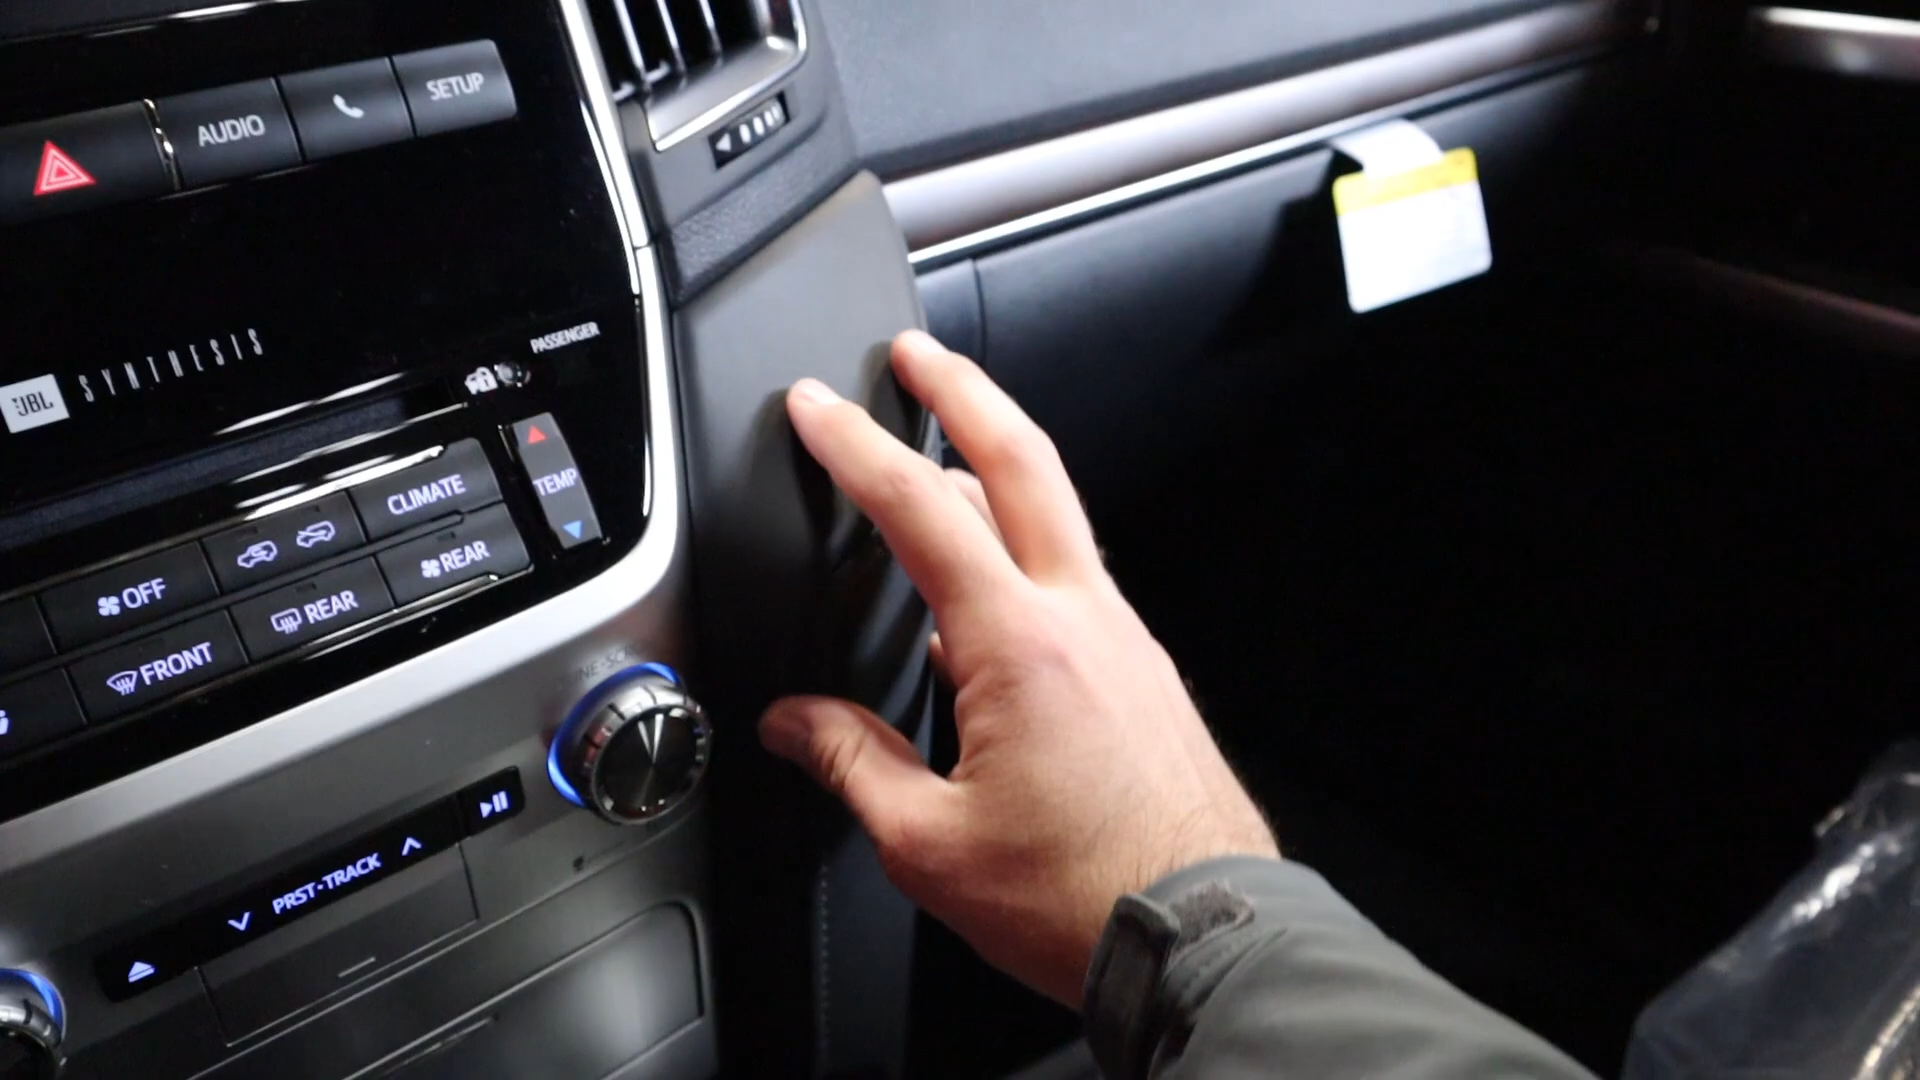 AUDIO
SETUP
JBL SYNTHESIS
PASSENGER
CLIMATE
TEMP
OFF
REAR
FRONT
REAR
PRST·TRACK